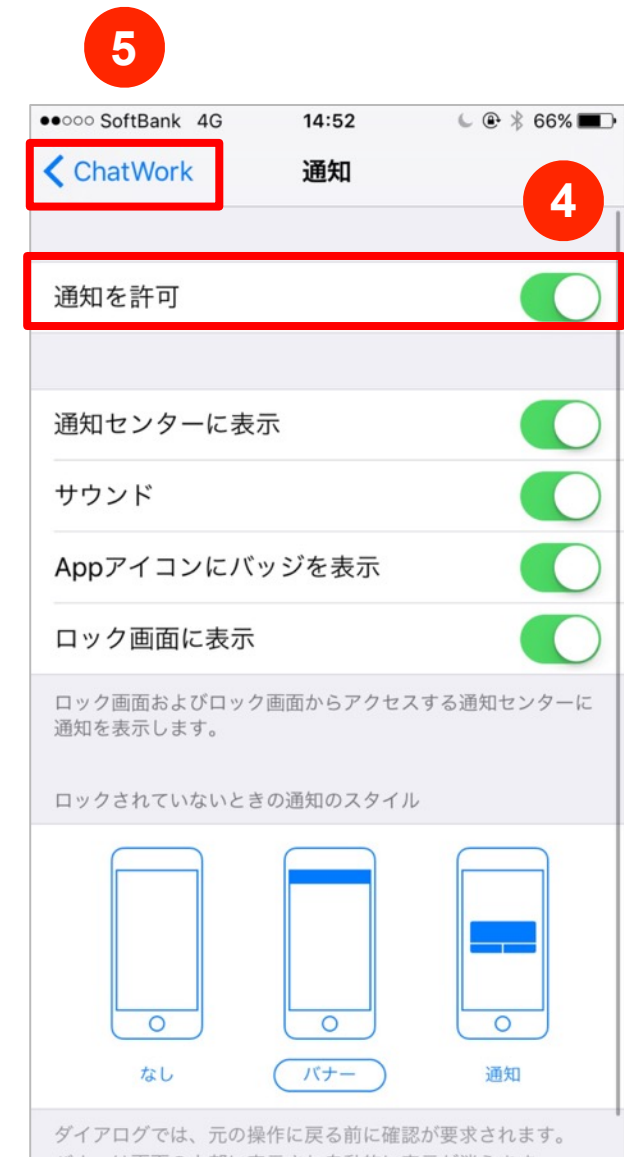 5
SoftBank 4G 14:52 66%
ChatWork 通知
4
通知を許可
通知センターに表示
サウンド
Appアイコンにバッジを表示
ロック画面に表示
ロック画面およびロック画面からアクセスする通知センターに
通知を表示します。
ロックされていないときの通知のスタイル
なし バナー 通知
ダイアログでは、元の操作に戻る前に確認が要求されます。